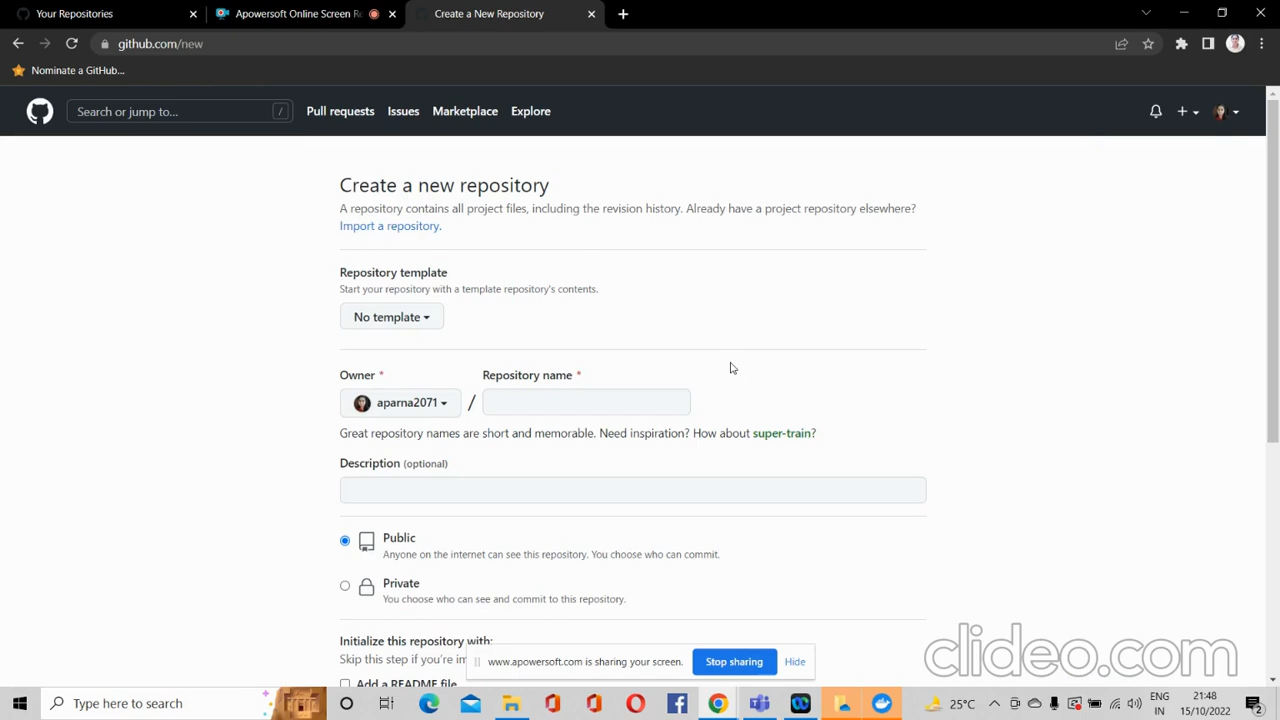 Your Repositories
Apowersoft Online Screen Re
Create a New Repository
github.com/new
Nominate a GitHub...
Search or jump to... /
Pull requests Issues Marketplace Explore
Create a new repository
A repository contains all project files, including the revision history. Already have a project repository elsewhere?
Import a repository.
Repository template
Start your repository with a template repository's contents.
No template
Owner * Repository name *
aparna2071 /
Great repository names are short and memorable. Need inspiration? How about super-train?
Description (optional)
Public
Anyone on the internet can see this repository. You choose who can commit.
Private
You choose who can see and commit to this repository.
Initialize this repository with:
Skip this step if you're im
Add a README file
www.apowersoft.com is sharing your screen. Stop sharing Hide
clideo.com
Type here to search
25°C
ENG
IN
21:48
15/10/2022
2